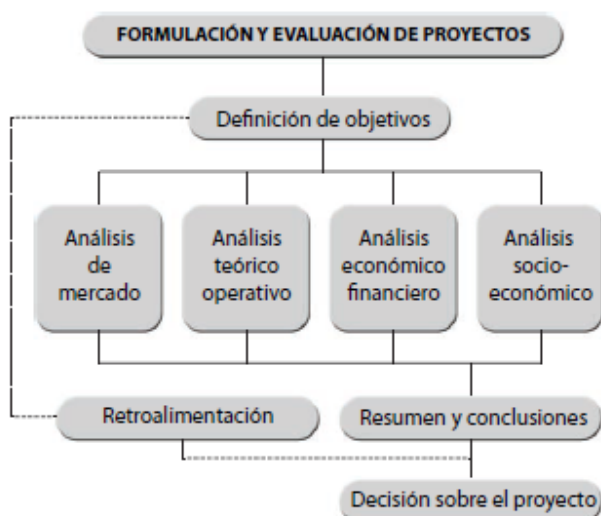 FORMULACIÓN Y EVALUACIÓN DE PROYECTOS
Definición de objetivos
Análisis
de
mercado
Análisis
teórico
operativo
Análisis
económico
financiero
Análisis
socio-
económico
Retroalimentación
Resumen y conclusiones
Decisión sobre el proyecto